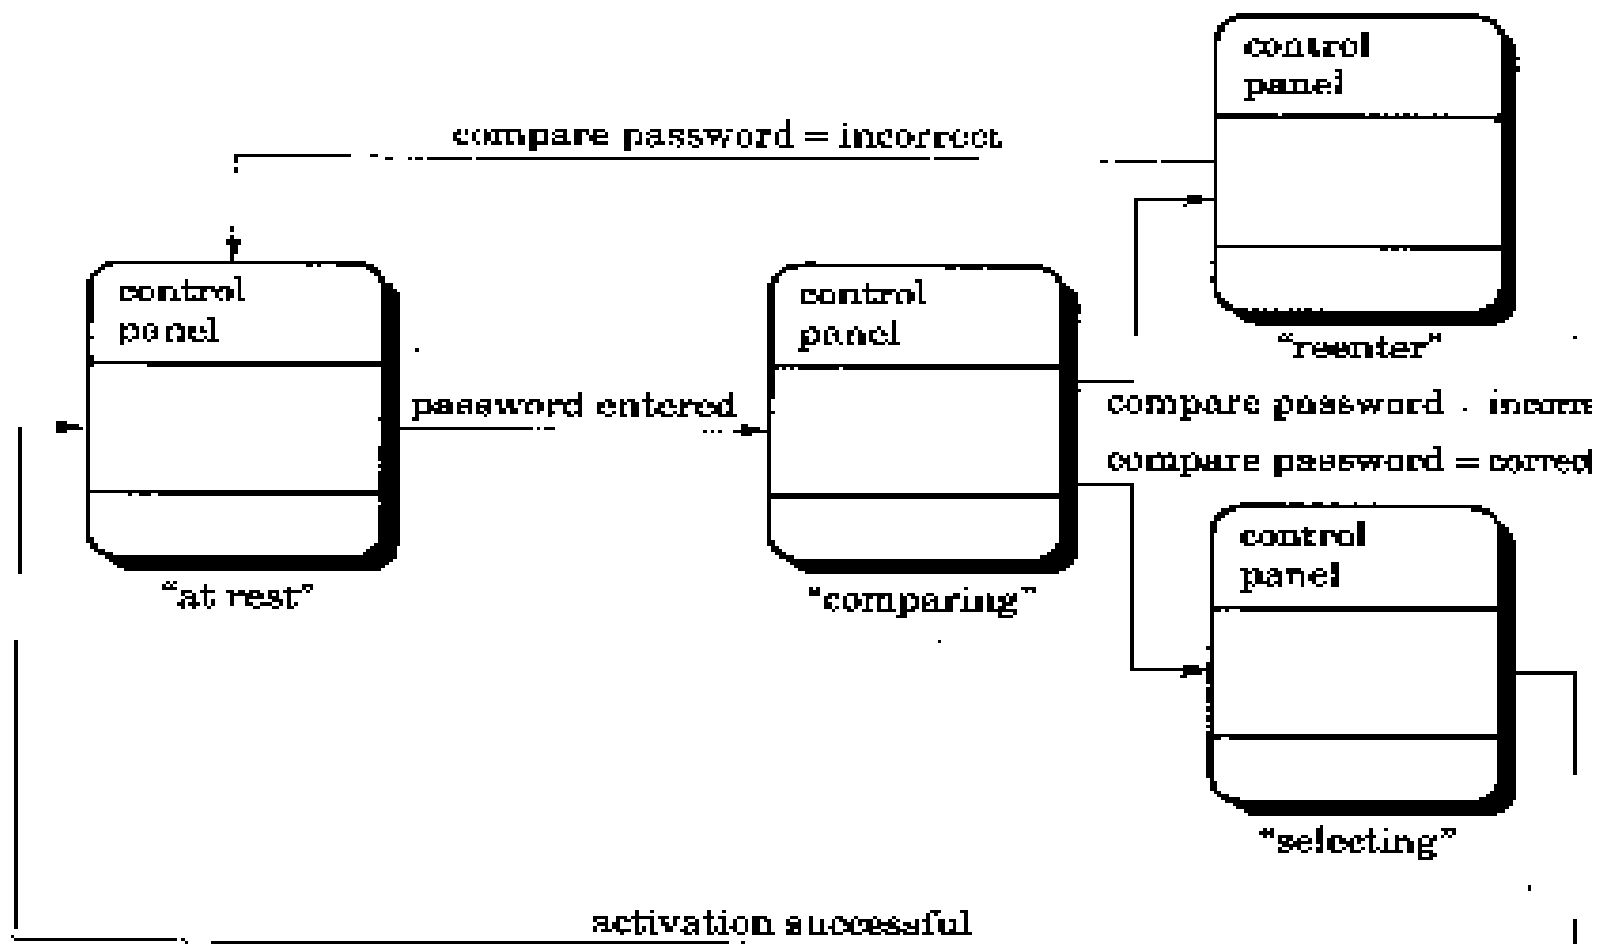 control
panel
compare password = incorrect
control
panel
control
panel
"reenter"
password entered
compare password
compare password = correct
control
panel
"at rest"
"comparing"
"selecting"
activation successful